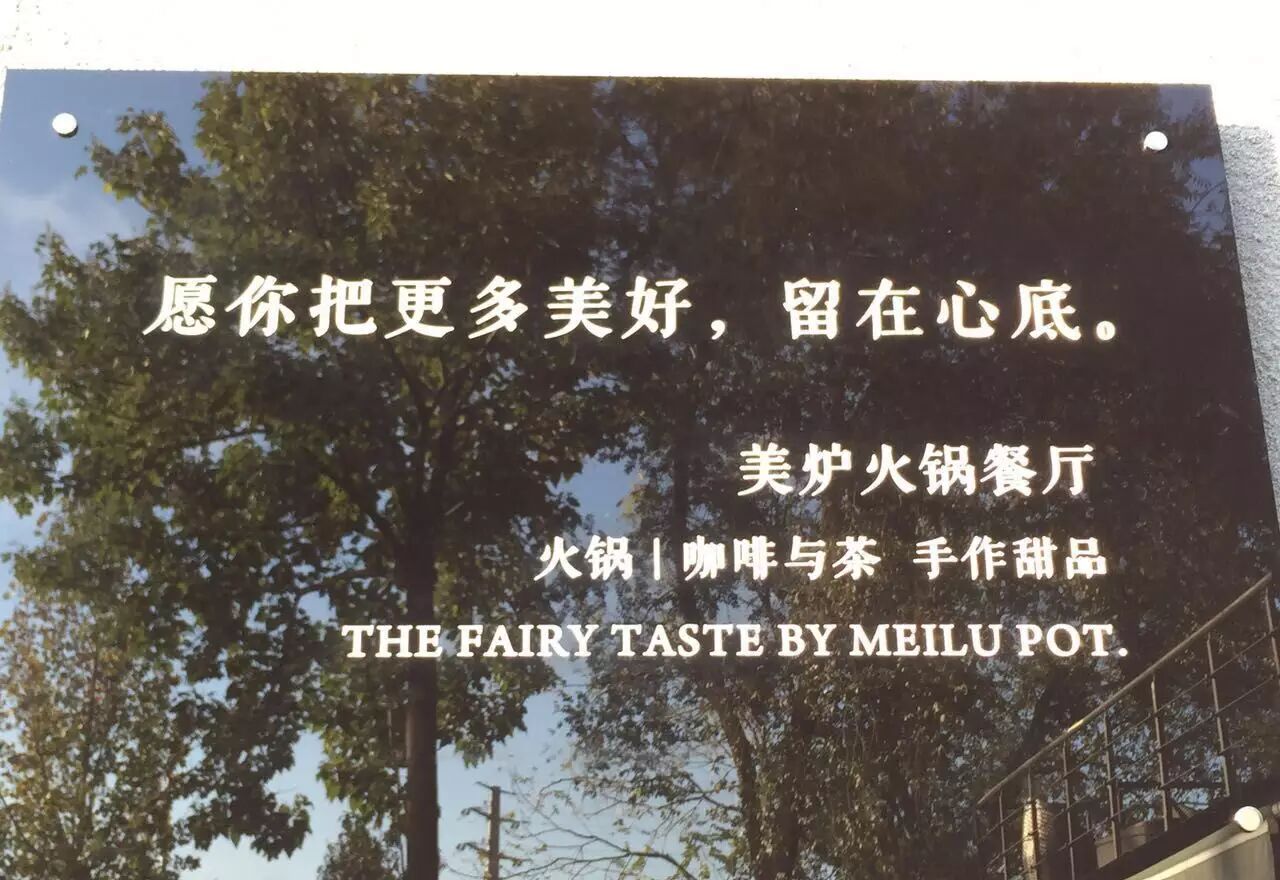 愿你把更多美好，留在心底。
美炉火锅餐厅
火锅|咖啡与茶 手作甜品
THE FAIRY TASTE BY MEILU POT.